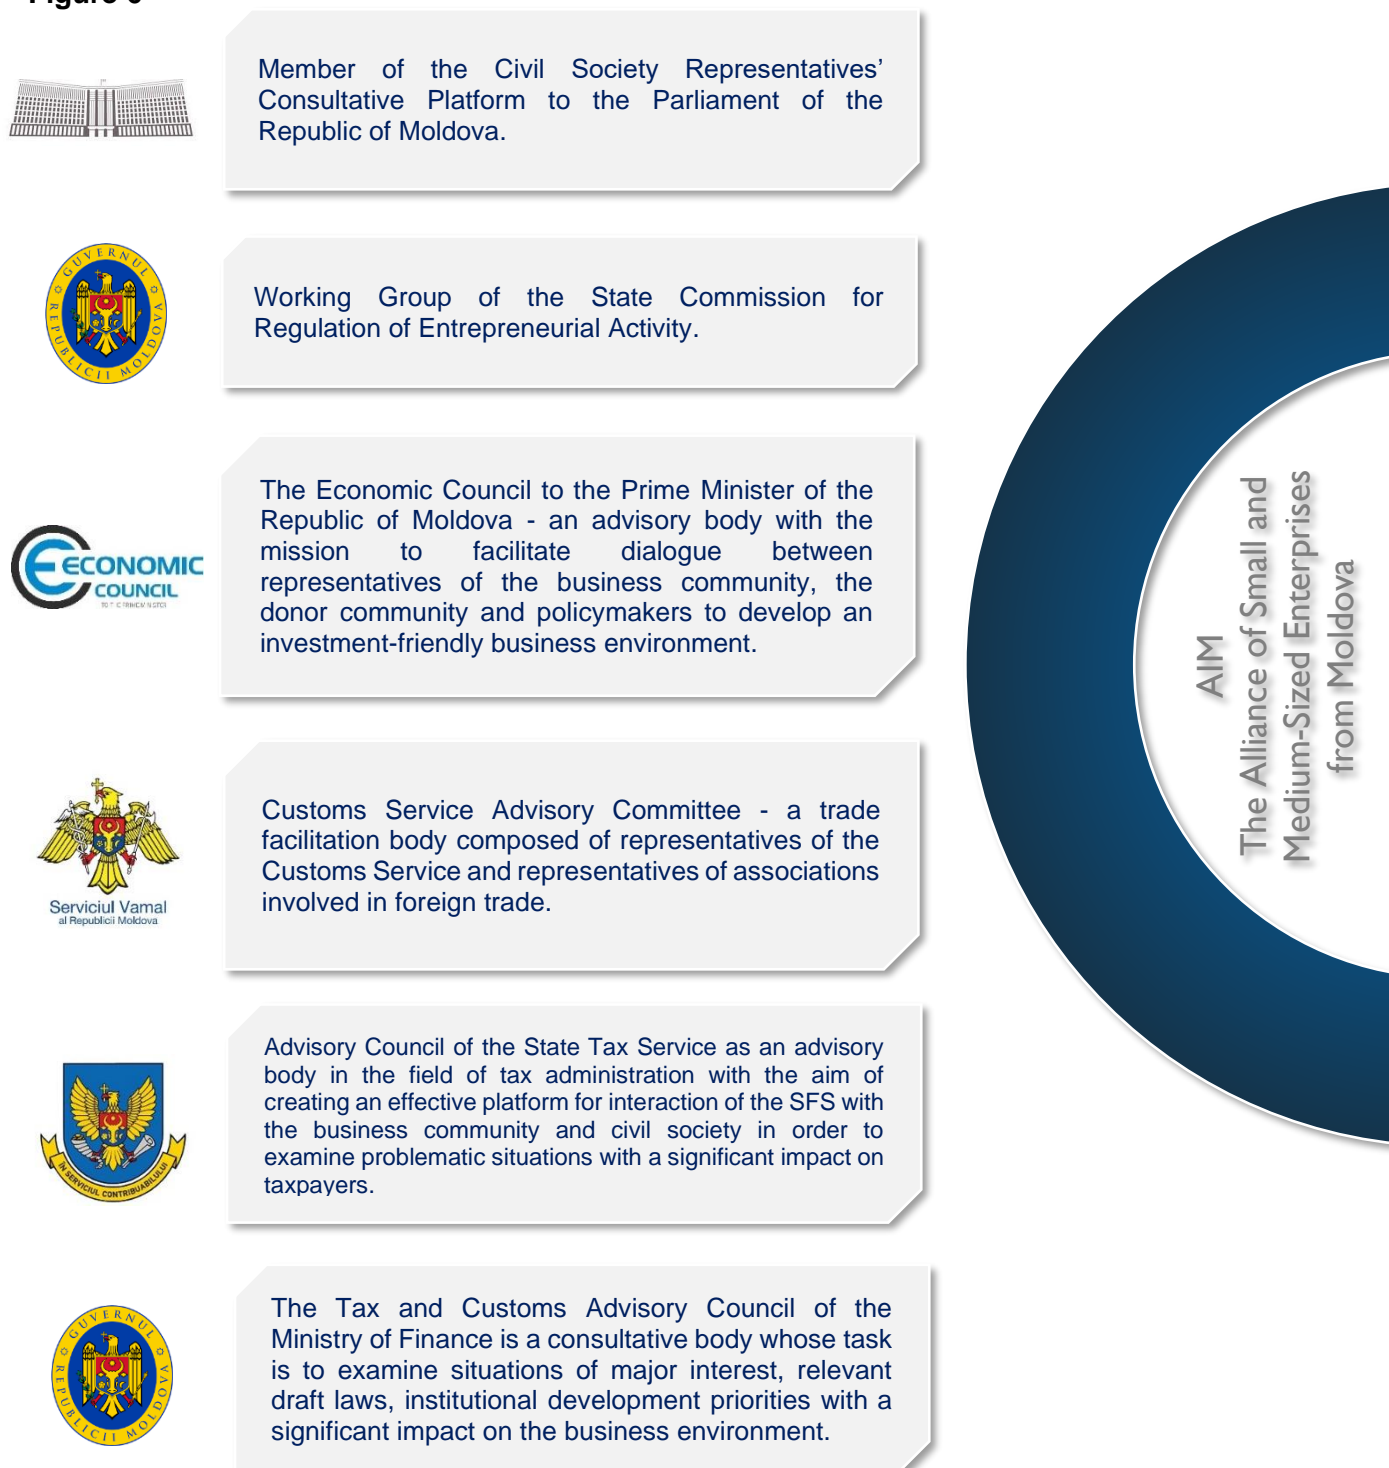 Member of the Civil Society Representatives'
Consultative Platform to the Parliament of the
Republic of Moldova.
GUVERNUL
REPUBLICII MOLDOVA
Working Group of the State Commission for
Regulation of Entrepreneurial Activity.
ECONOMIC
COUNCIL
The Economic Council to the Prime Minister of the
Republic of Moldova - an advisory body with the
mission to facilitate dialogue between
representatives of the business community, the
donor community and policymakers to develop an
investment-friendly business environment.
Serviciul Vamal
al Republicii Moldova
Customs Service Advisory Committee - a trade
facilitation body composed of representatives of the
Customs Service and representatives of associations
involved in foreign trade.
ÎN SERVICIUL CONTRIBUABILULUI
Advisory Council of the State Tax Service as an advisory
body in the field of tax administration with the aim of
creating an effective platform for interaction of the SFS with
the business community and civil society in order to
examine problematic situations with a significant impact on
taxpayers.
GUVERNUL
REPUBLICII MOLDOVA
The Tax and Customs Advisory Council of the
Ministry of Finance is a consultative body whose task
is to examine situations of major interest, relevant
draft laws, institutional development priorities with a
significant impact on the business environment.
AIM
The Alliance of Small and
Medium-Sized Enterprises
from Moldova